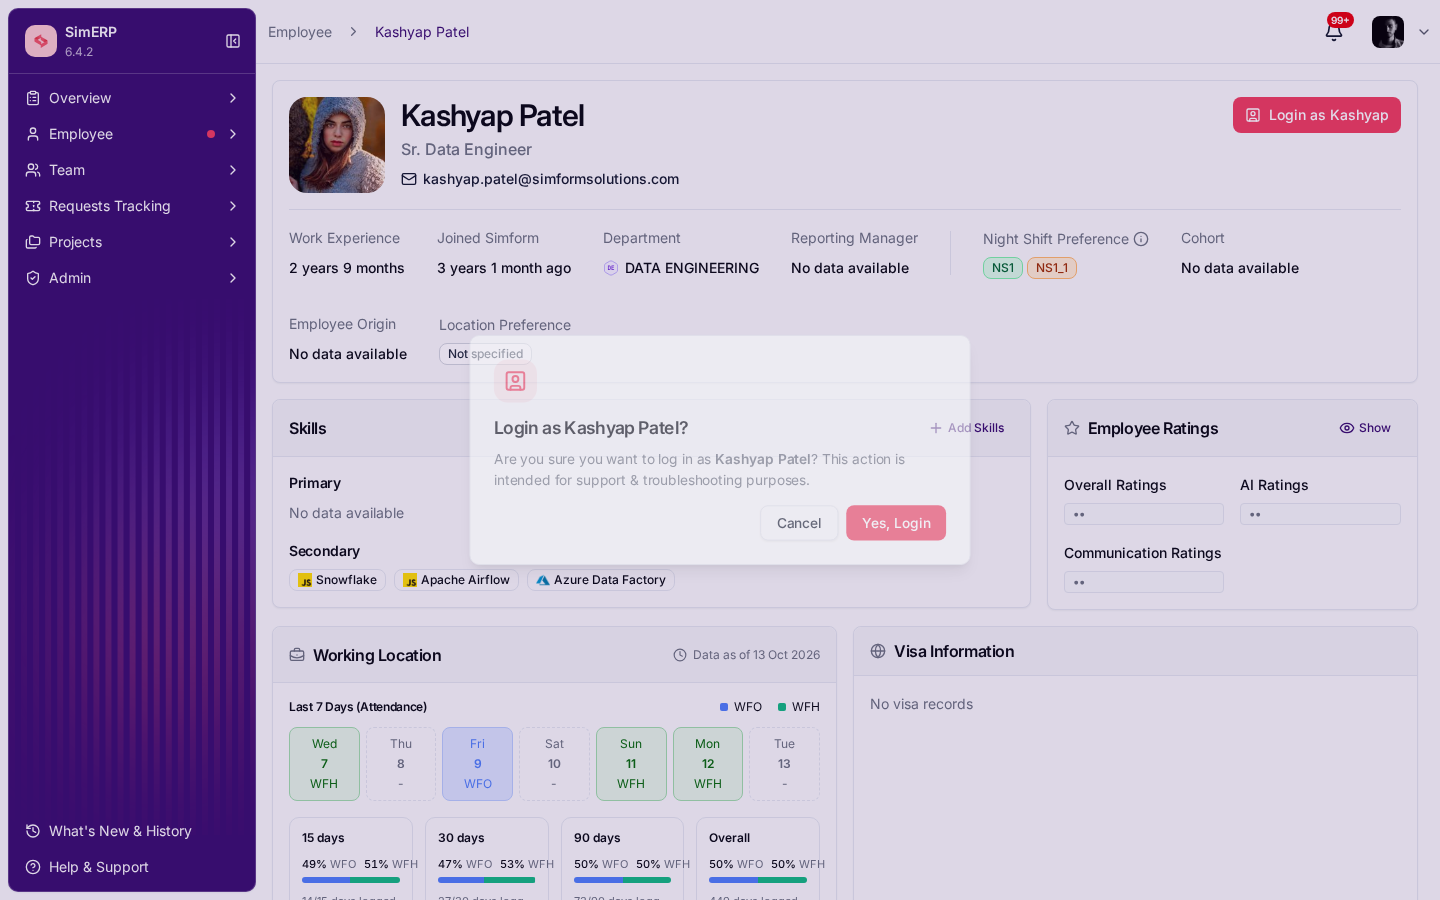 SimERP
6.4.2
Overview
Employee
Team
Requests Tracking
Projects
Admin
What's New & History
Help & Support
Employee > Kashyap Patel
99+
Kashyap Patel
Sr. Data Engineer
kashyap.patel@simformsolutions.com
Login as Kashyap
Work Experience
2 years 9 months
Joined Simform
3 years 1 month ago
Department
DE DATA ENGINEERING
Reporting Manager
No data available
Night Shift Preference
NS1 NS1_1
Cohort
No data available
Employee Origin
No data available
Location Preference
Not specified
Login as Kashyap Patel?
Are you sure you want to log in as Kashyap Patel? This action is
intended for support & troubleshooting purposes.
Cancel
Yes, Login
Skills
Add Skills
Primary
No data available
Secondary
JS Snowflake
JS Apache Airflow
Azure Data Factory
Employee Ratings
Show
Overall Ratings
••
AI Ratings
••
Communication Ratings
••
Working Location
Data as of 13 Oct 2026
Last 7 Days (Attendance)
WFO WFH
Wed
7
WFH
Thu
8
-
Fri
9
WFO
Sat
10
-
Sun
11
WFH
Mon
12
WFH
Tue
13
-
15 days
49% WFO 51% WFH
30 days
47% WFO 53% WFH
90 days
50% WFO 50% WFH
Overall
50% WFO 50% WFH
Visa Information
No visa records